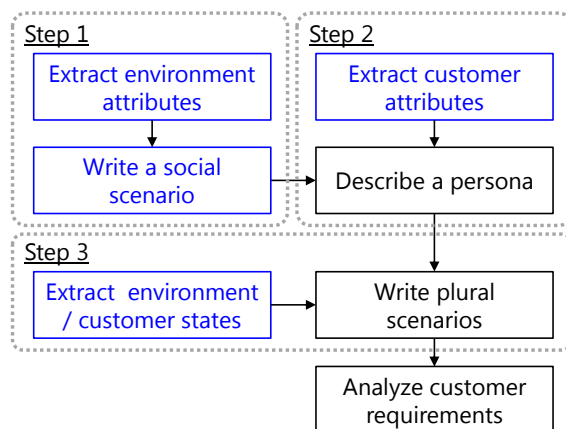 Step 1
Extract environment
attributes
Write a social
scenario
Step 2
Extract customer
attributes
Describe a persona
Step 3
Extract environment
/ customer states
Write plural
scenarios
Analyze customer
requirements